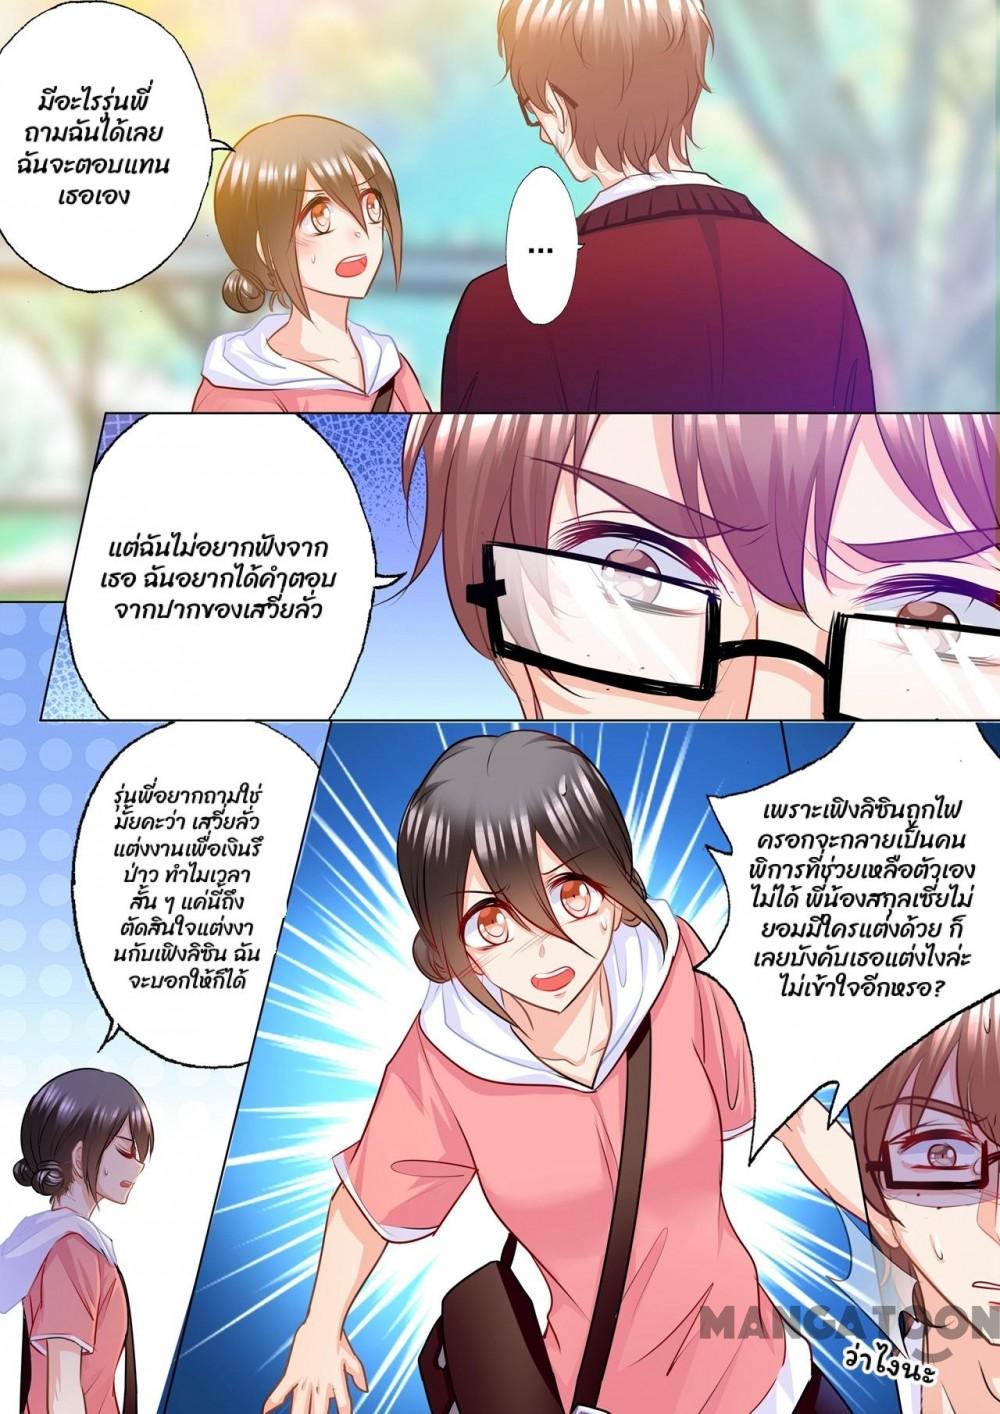 มีอะไรรุ่นพี่
ถามฉันได้เลย
ฉันจะตอบแทน
เธอเอง
...
แต่ฉันไม่อยากฟังจาก
เธอ ฉันอยากได้คำตอบ
จากปากของเสวี่ยลั่ว
รุ่นพี่อยากถามใช่
มั้ยคะว่า เสวี่ยลั่ว
แต่งงานเพื่อเงินรึ
ป่าว ทำไมเวลา
สั้น ๆ แค่นี้ถึง
ตัดสินใจแต่งงา
นกับเฟิงลิซิน ฉัน
จะบอกให้ก็ได้
เพราะเฟิงลิซินถูกไฟ
ครอกจะกลายเป็นคน
พิการที่ช่วยเหลือตัวเอง
ไม่ได้ พี่น้องสกุลเซี่ยไม่
ยอมมีใครแต่งด้วย ก็
เลยบังคับเธอแต่งไงล่ะ
ไม่เข้าใจอีกหรอ?
MANGATOON
ว่าไงนะ